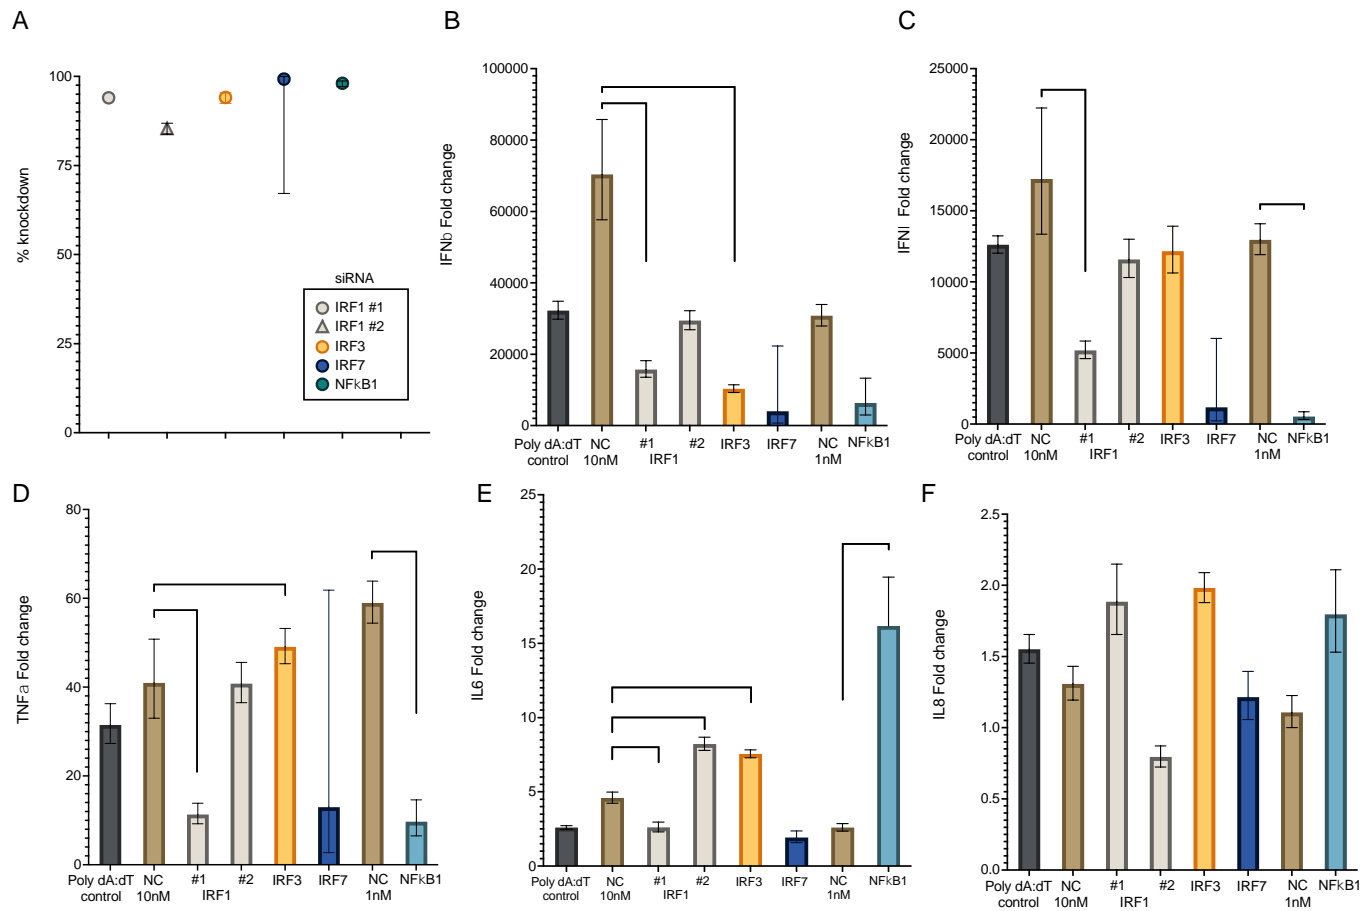 A
% knockdown
100
75
50
25
0
siRNA
IRF1 #1
IRF1 #2
IRF3
IRF7
NFkB1
B
IFNb Fold change
100000
80000
60000
40000
20000
0
Poly dA:dT NC #1 #2 IRF3 IRF7 NC NFkB1
control 10nM IRF1 1nM
C
IFNl Fold change
25000
20000
15000
10000
5000
0
Poly dA:dT NC #1 #2 IRF3 IRF7 NC NFkB1
control 10nM IRF1 1nM
D
TNFa Fold change
80
60
40
20
0
Poly dA:dT NC #1 #2 IRF3 IRF7 NC NFkB1
control 10nM IRF1 1nM
E
IL6 Fold change
25
20
15
10
5
0
Poly dA:dT NC #1 #2 IRF3 IRF7 NC NFkB1
control 10nM IRF1 1nM
F
IL8 Fold change
2.5
2.0
1.5
1.0
0.5
0.0
Poly dA:dT NC #1 #2 IRF3 IRF7 NC NFkB1
control 10nM IRF1 1nM